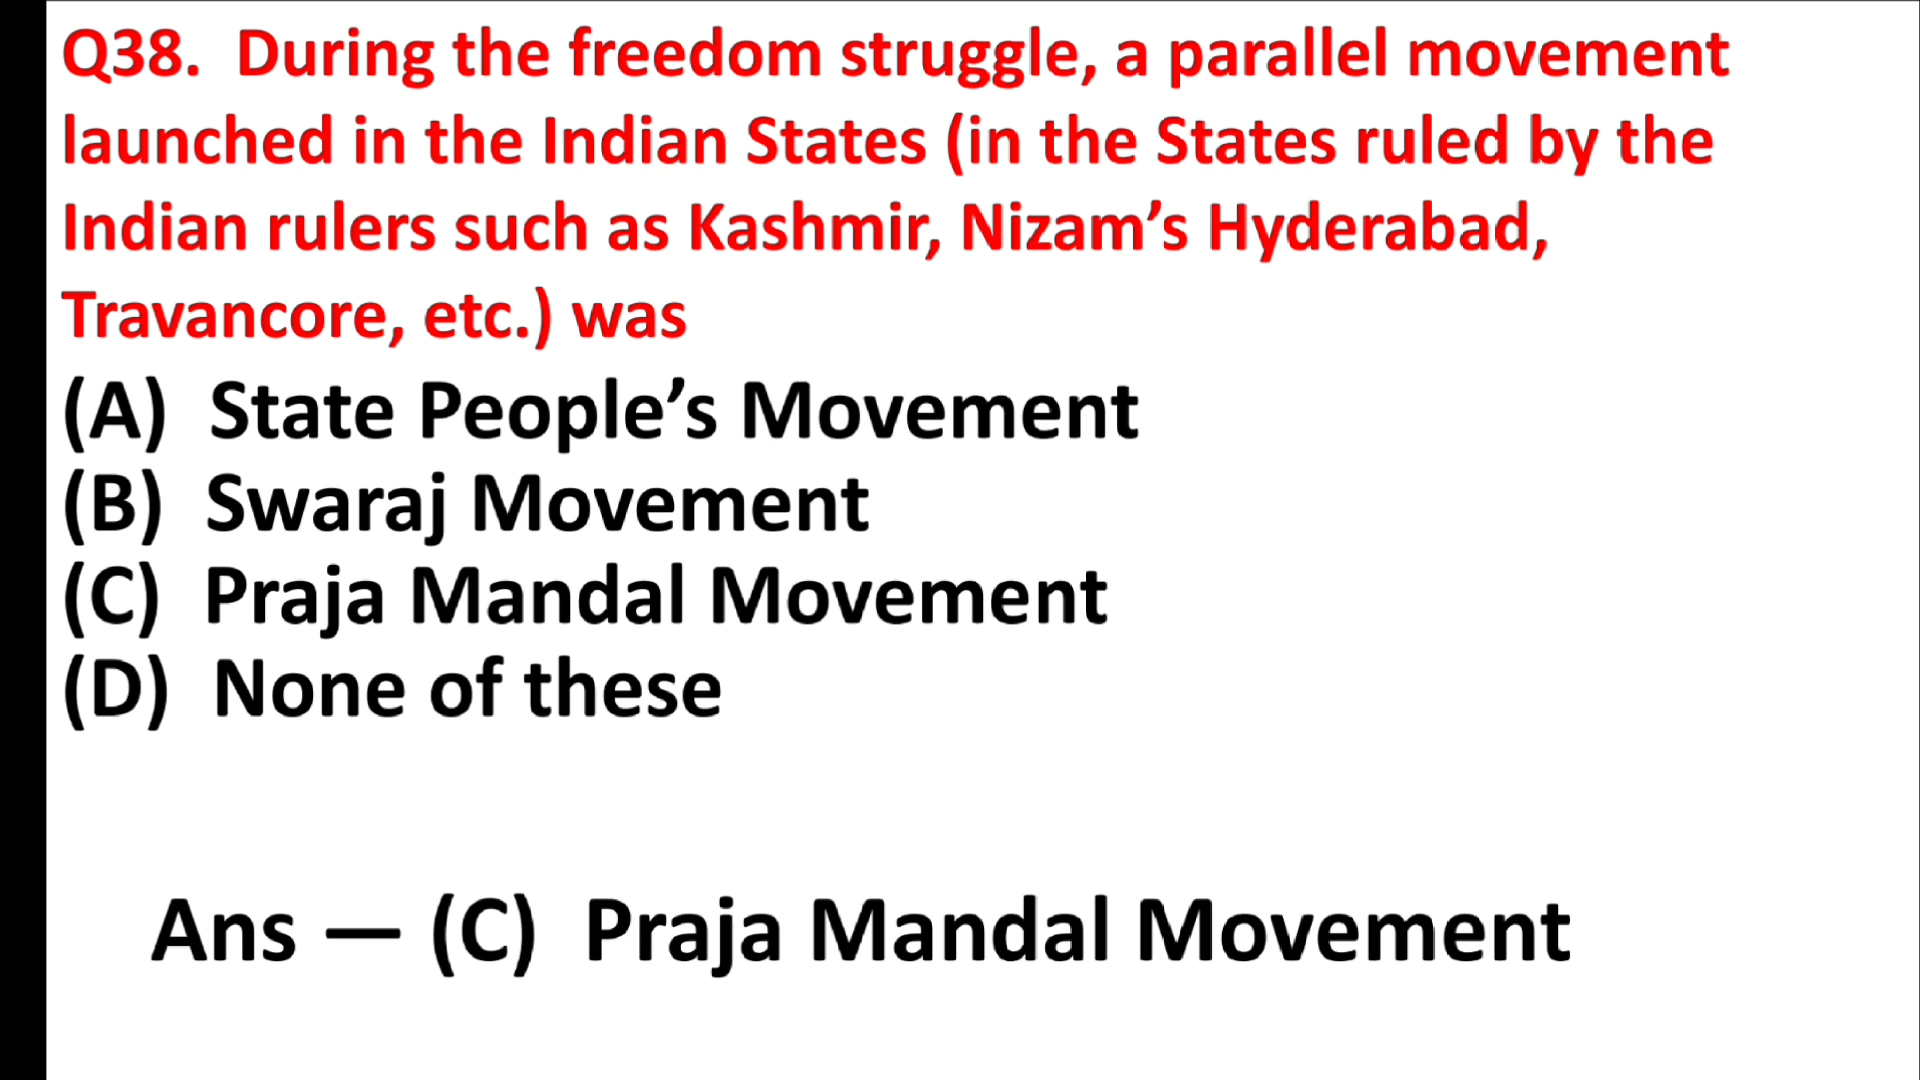 Q38. During the freedom struggle, a parallel movement
launched in the Indian States (in the States ruled by the
Indian rulers such as Kashmir, Nizam’s Hyderabad,
Travancore, etc.) was
(A) State People’s Movement
(B) Swaraj Movement
(C) Praja Mandal Movement
(D) None of these
Ans — (C) Praja Mandal Movement